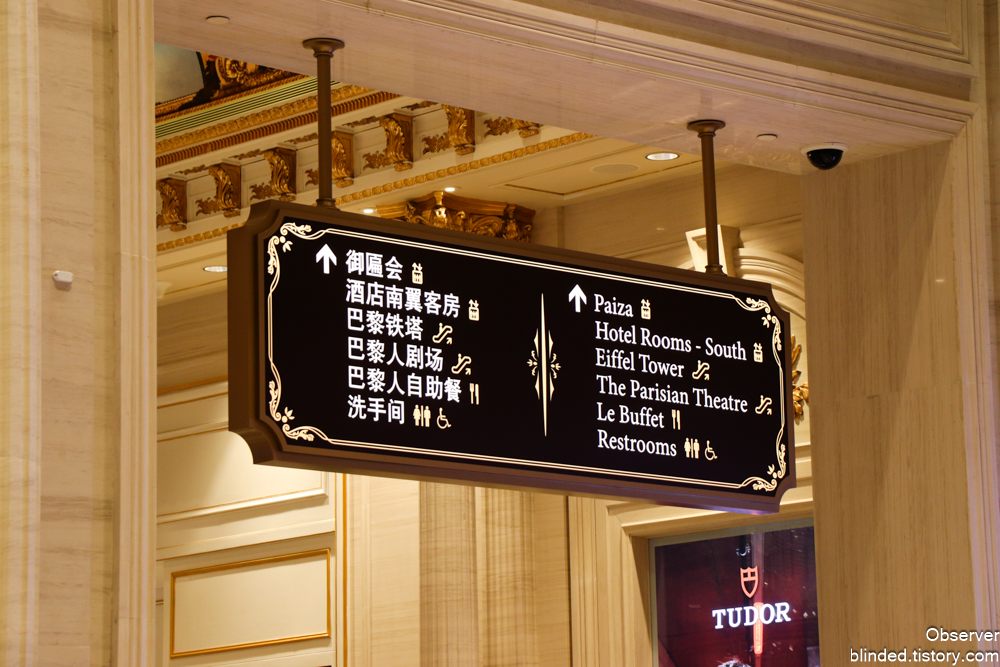 御匾会
酒店南翼客房
巴黎铁塔
巴黎人剧场
巴黎人自助餐
洗手间
Paiza
Hotel Rooms - South
Eiffel Tower
The Parisian Theatre
Le Buffet
Restrooms
TUDOR
Observer
blinded.tistory.com